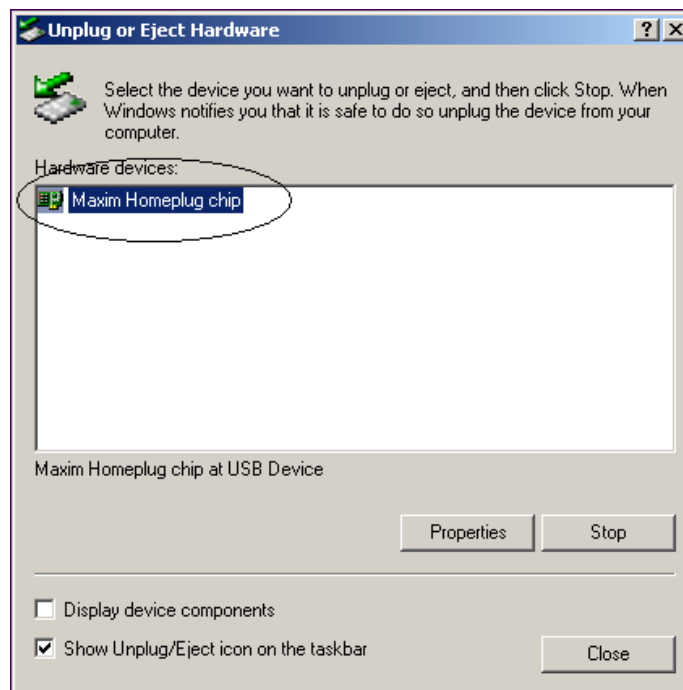 Unplug or Eject Hardware
Select the device you want to unplug or eject, and then click Stop. When
Windows notifies you that it is safe to do so unplug the device from your
computer.
Hardware devices:
Maxim Homeplug chip
Maxim Homeplug chip at USB Device
Properties Stop
Display device components
Show Unplug/Eject icon on the taskbar
Close